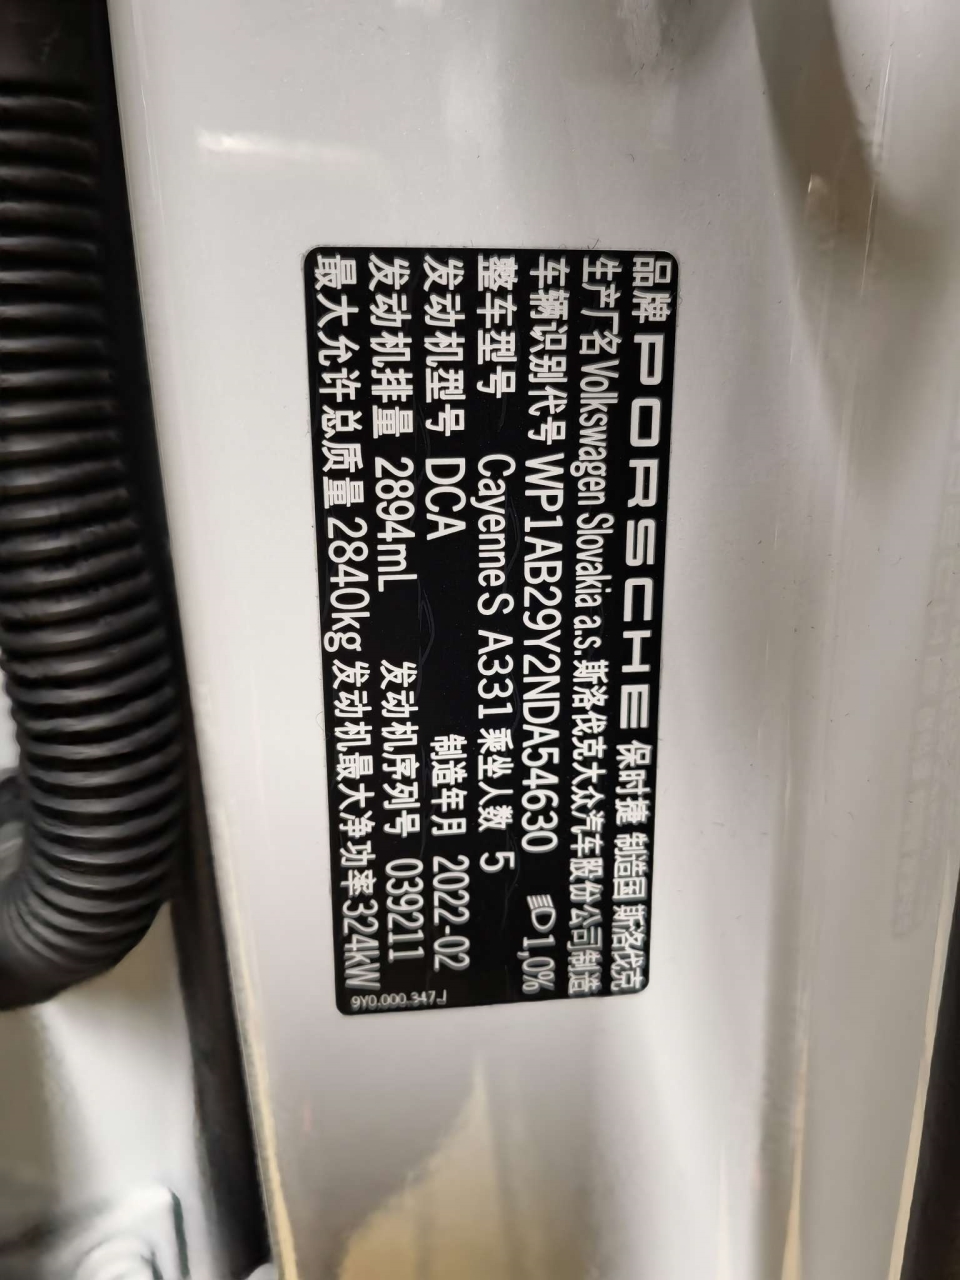 品牌 PORSCHE 保时捷 制造国 斯洛伐克
生产厂名 Volkswagen Slovakia a.s. 斯洛伐克大众汽车股份公司制造
车辆识别代号 WP1AB29Y2NDA54630 1,0%
整车型号 Cayenne S A331 乘坐人数 5
发动机型号 DCA 制造年月 2022-02
发动机排量 2894mL 发动机序列号 039211
最大允许总质量 2840kg 发动机最大净功率 324kW
9Y0.000.347.J